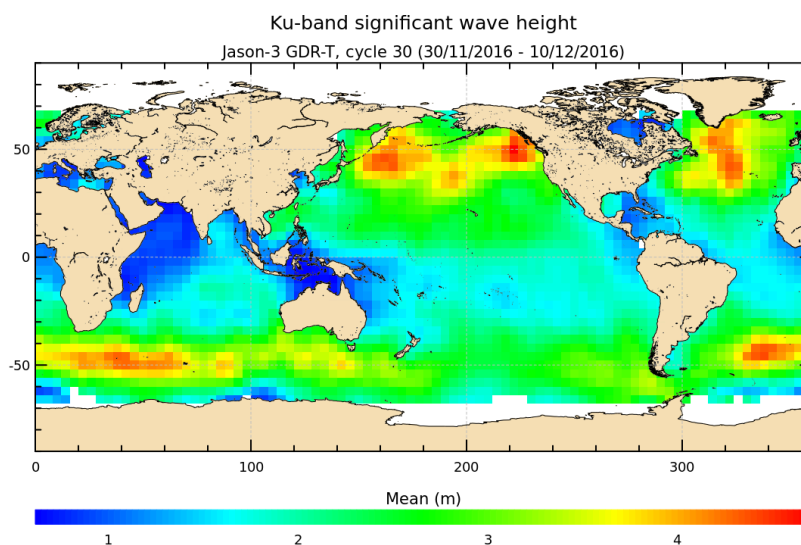 Ku-band significant wave height
Jason-3 GDR-T, cycle 30 (30/11/2016 - 10/12/2016)
50
0
-50
0 100 200 300
Mean (m)
1 2 3 4